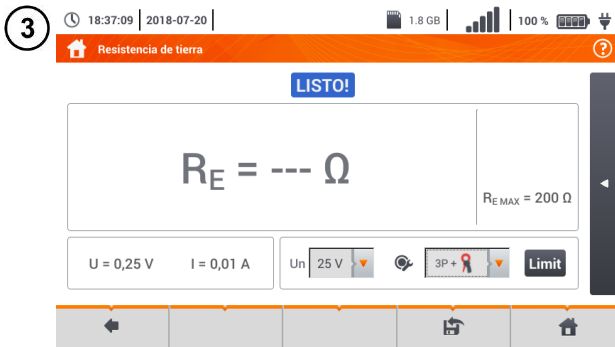 3
18:37:09 2018-07-20 1.8 GB 100 %
Resistencia de tierra ?
LISTO!
RE = --- Ω
RE MAX = 200 Ω
U = 0,25 V I = 0,01 A Un 25 V 3P + Limit